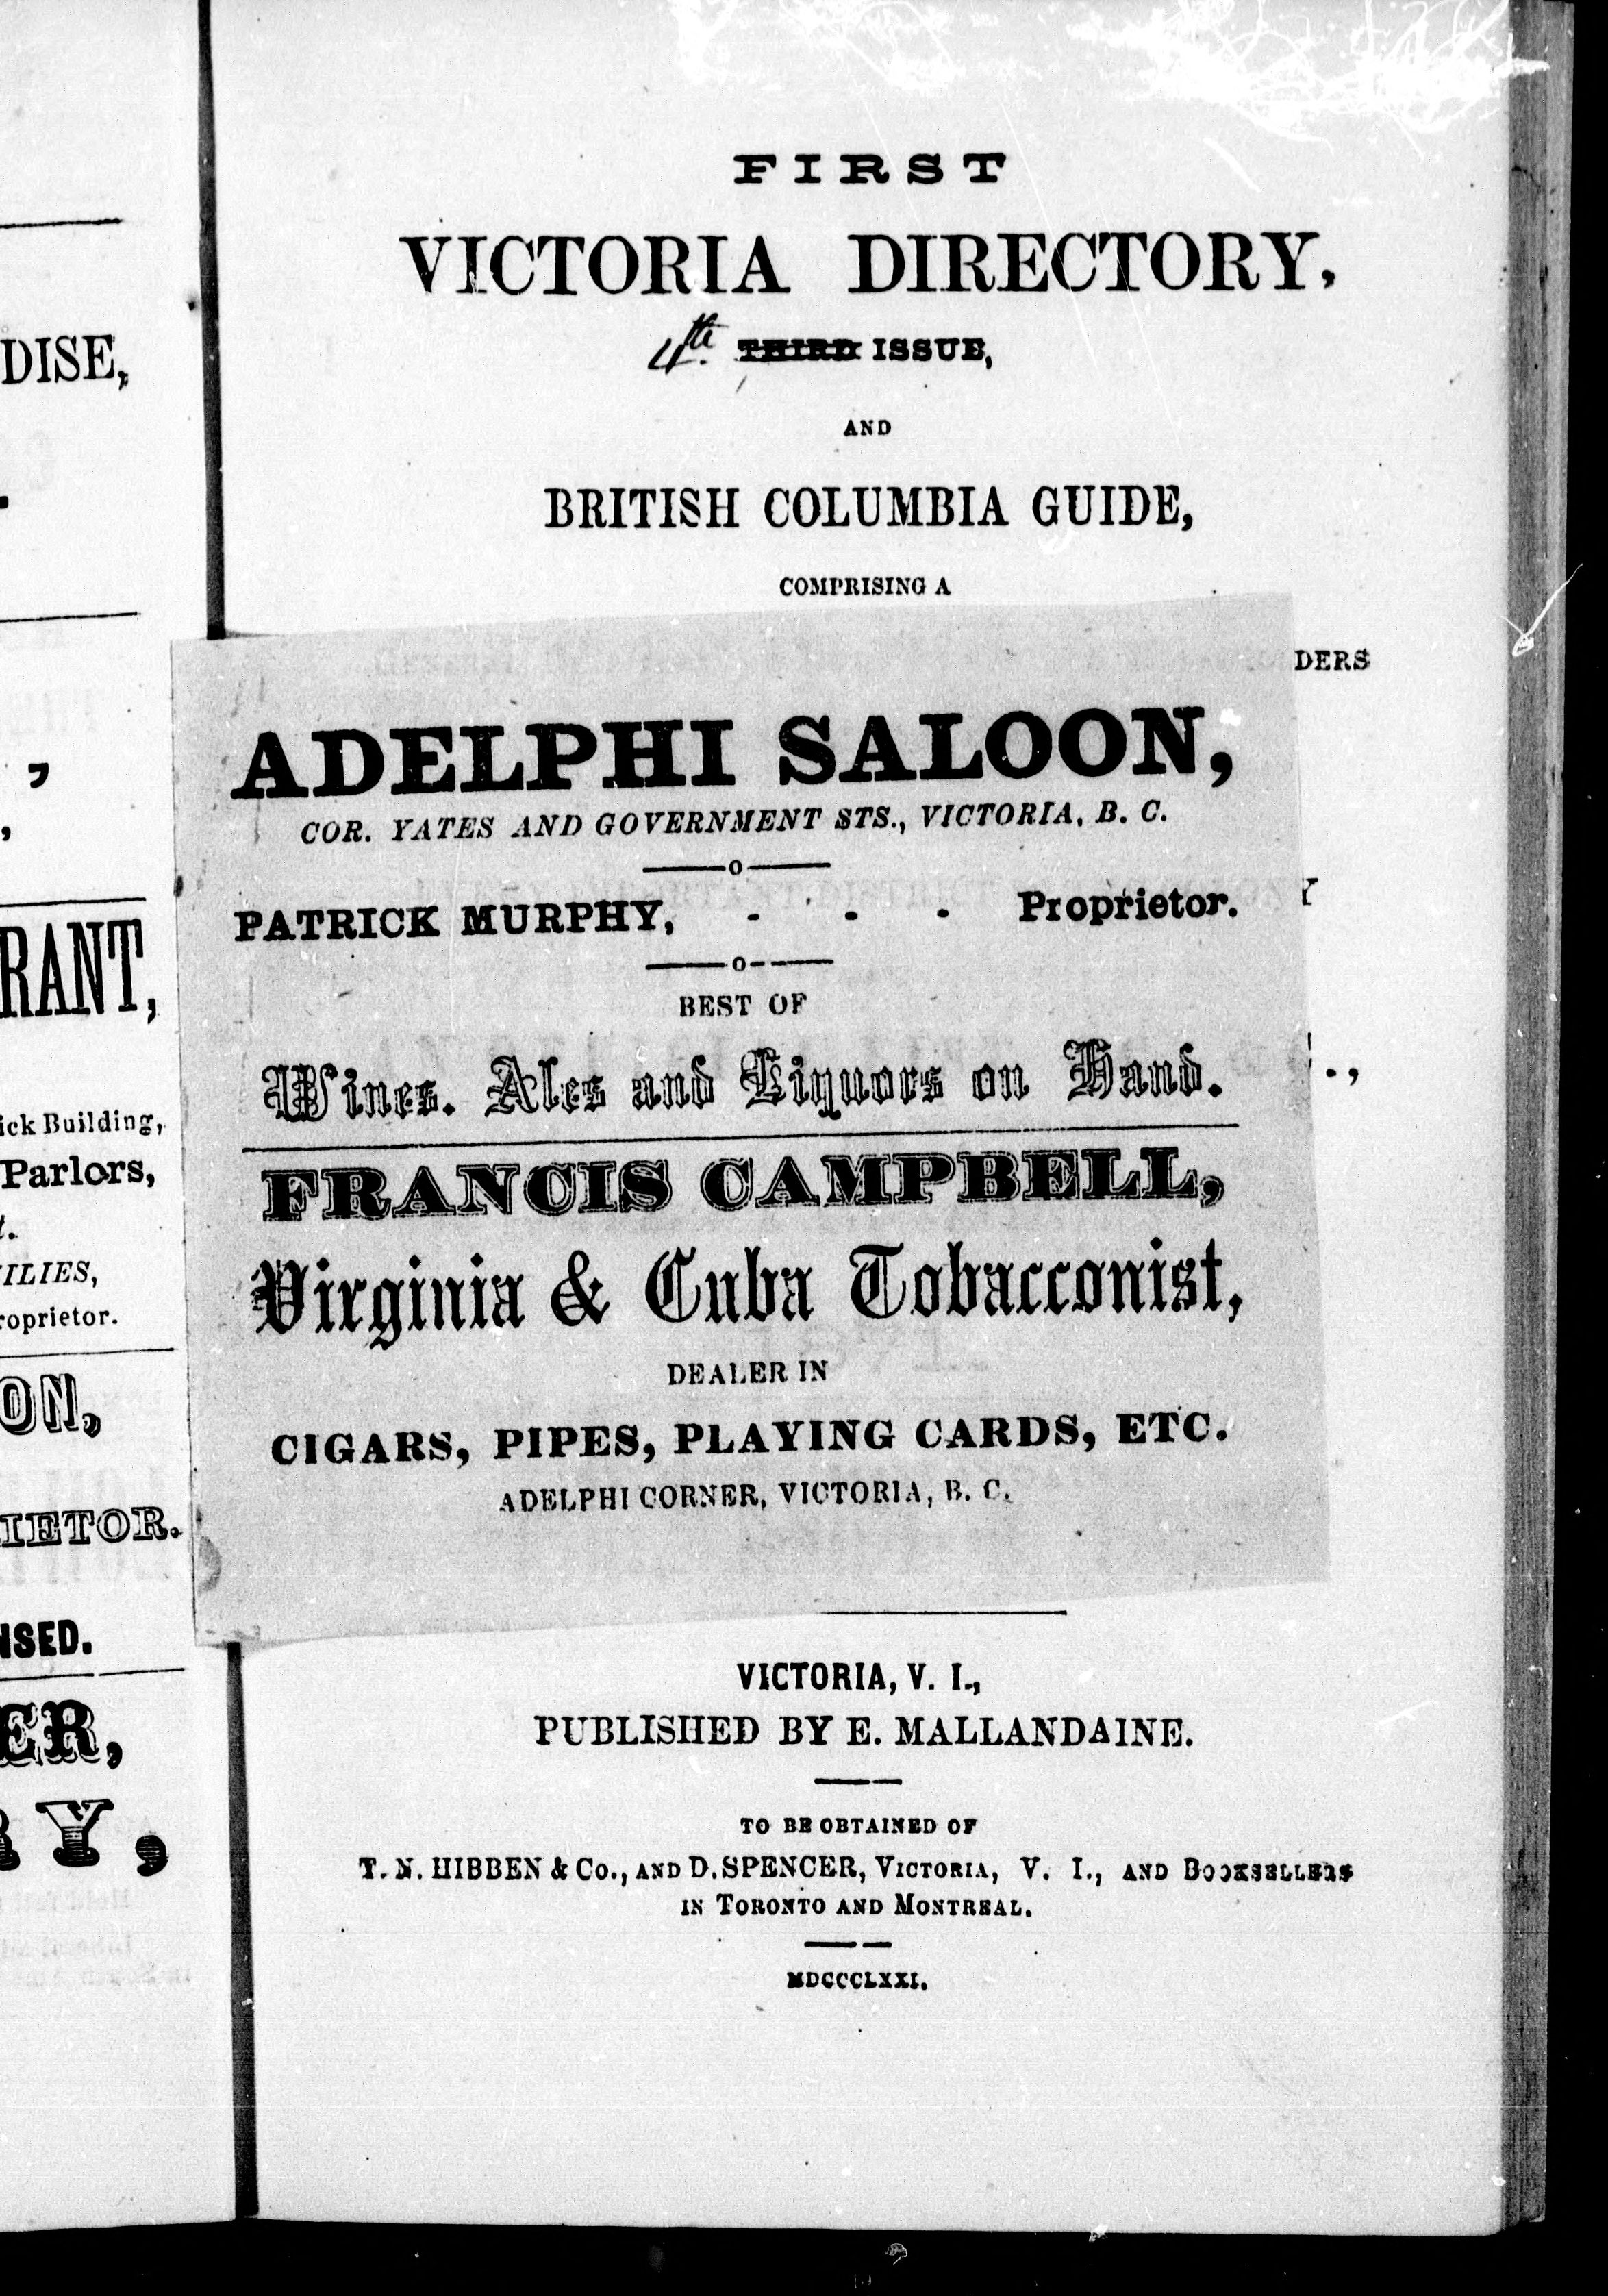 DISE,
RANT,
ick Building,
Parlors,
t.
ILIES,
roprietor.
ON,
IETOR.
NSED.
ER,
RY,
FIRST
VICTORIA DIRECTORY,
4th. THIRD ISSUE,
AND
BRITISH COLUMBIA GUIDE,
COMPRISING A
DERS
ADELPHI SALOON,
COR. YATES AND GOVERNMENT STS., VICTORIA, B. C.
PATRICK MURPHY, - - - Proprietor.
BEST OF
Wines. Ales and Liquors on Hand.
FRANCIS CAMPBELL,
Virginia & Cuba Tobacconist,
DEALER IN
CIGARS, PIPES, PLAYING CARDS, ETC.
ADELPHI CORNER, VICTORIA, B. C.
VICTORIA, V. I.,
PUBLISHED BY E. MALLANDAINE.
TO BE OBTAINED OF
T. N. HIBBEN & Co., AND D. SPENCER, VICTORIA, V. I., AND BOOKSELLERS
IN TORONTO AND MONTREAL.
MDCCCLXXI.